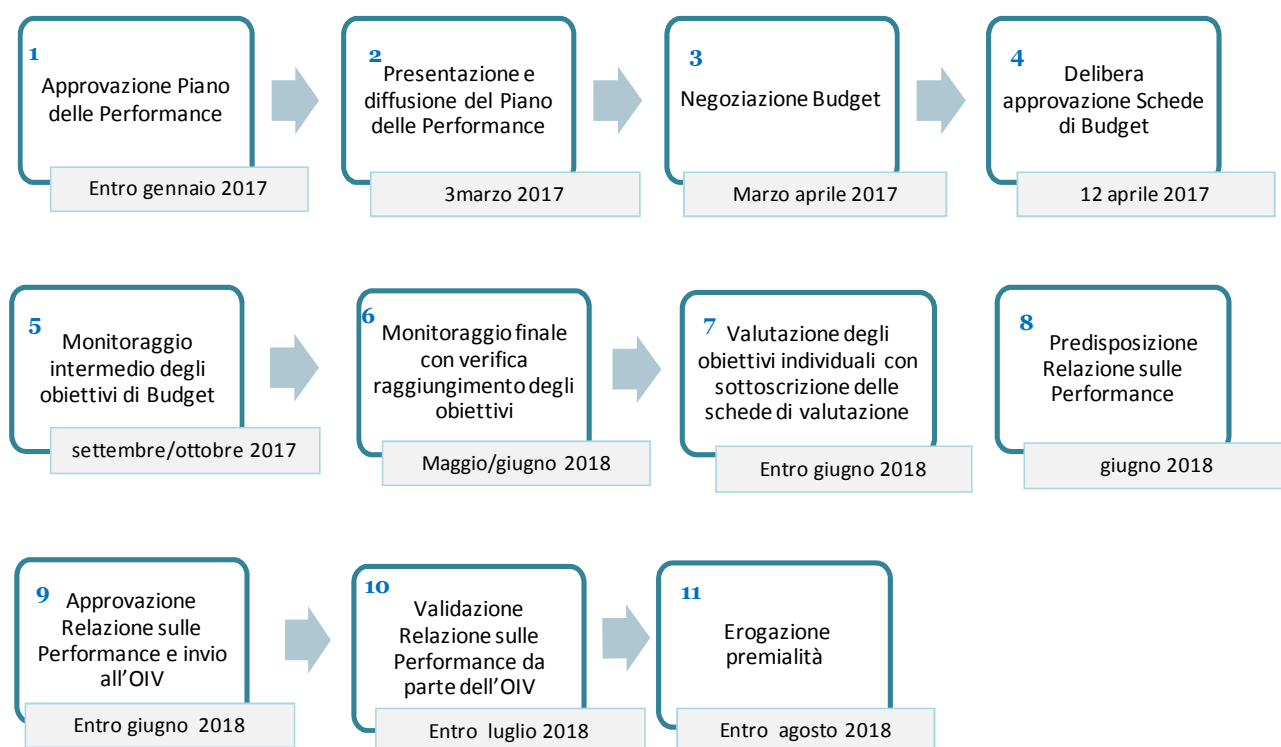 1
Approvazione Piano
delle Performance
Entro gennaio 2017
2
Presentazione e
diffusione del Piano
delle Performance
3marzo 2017
3
Negoziazione Budget
Marzo aprile 2017
4
Delibera
approvazione Schede
di Budget
12 aprile 2017
5
Monitoraggio
intermedio degli
obiettivi di Budget
settembre/ottobre 2017
6
Monitoraggio finale
con verifica
raggiungimento degli
obiettivi
Maggio/giugno 2018
7
Valutazione degli
obiettivi individuali con
sottoscrizione delle
schede di valutazione
Entro giugno 2018
8
Predisposizione
Relazione sulle
Performance
giugno 2018
9
Approvazione
Relazione sulle
Performance e invio
all’OIV
Entro giugno 2018
10
Validazione
Relazione sulle
Performance da
parte dell’OIV
Entro luglio 2018
11
Erogazione
premialità
Entro agosto 2018